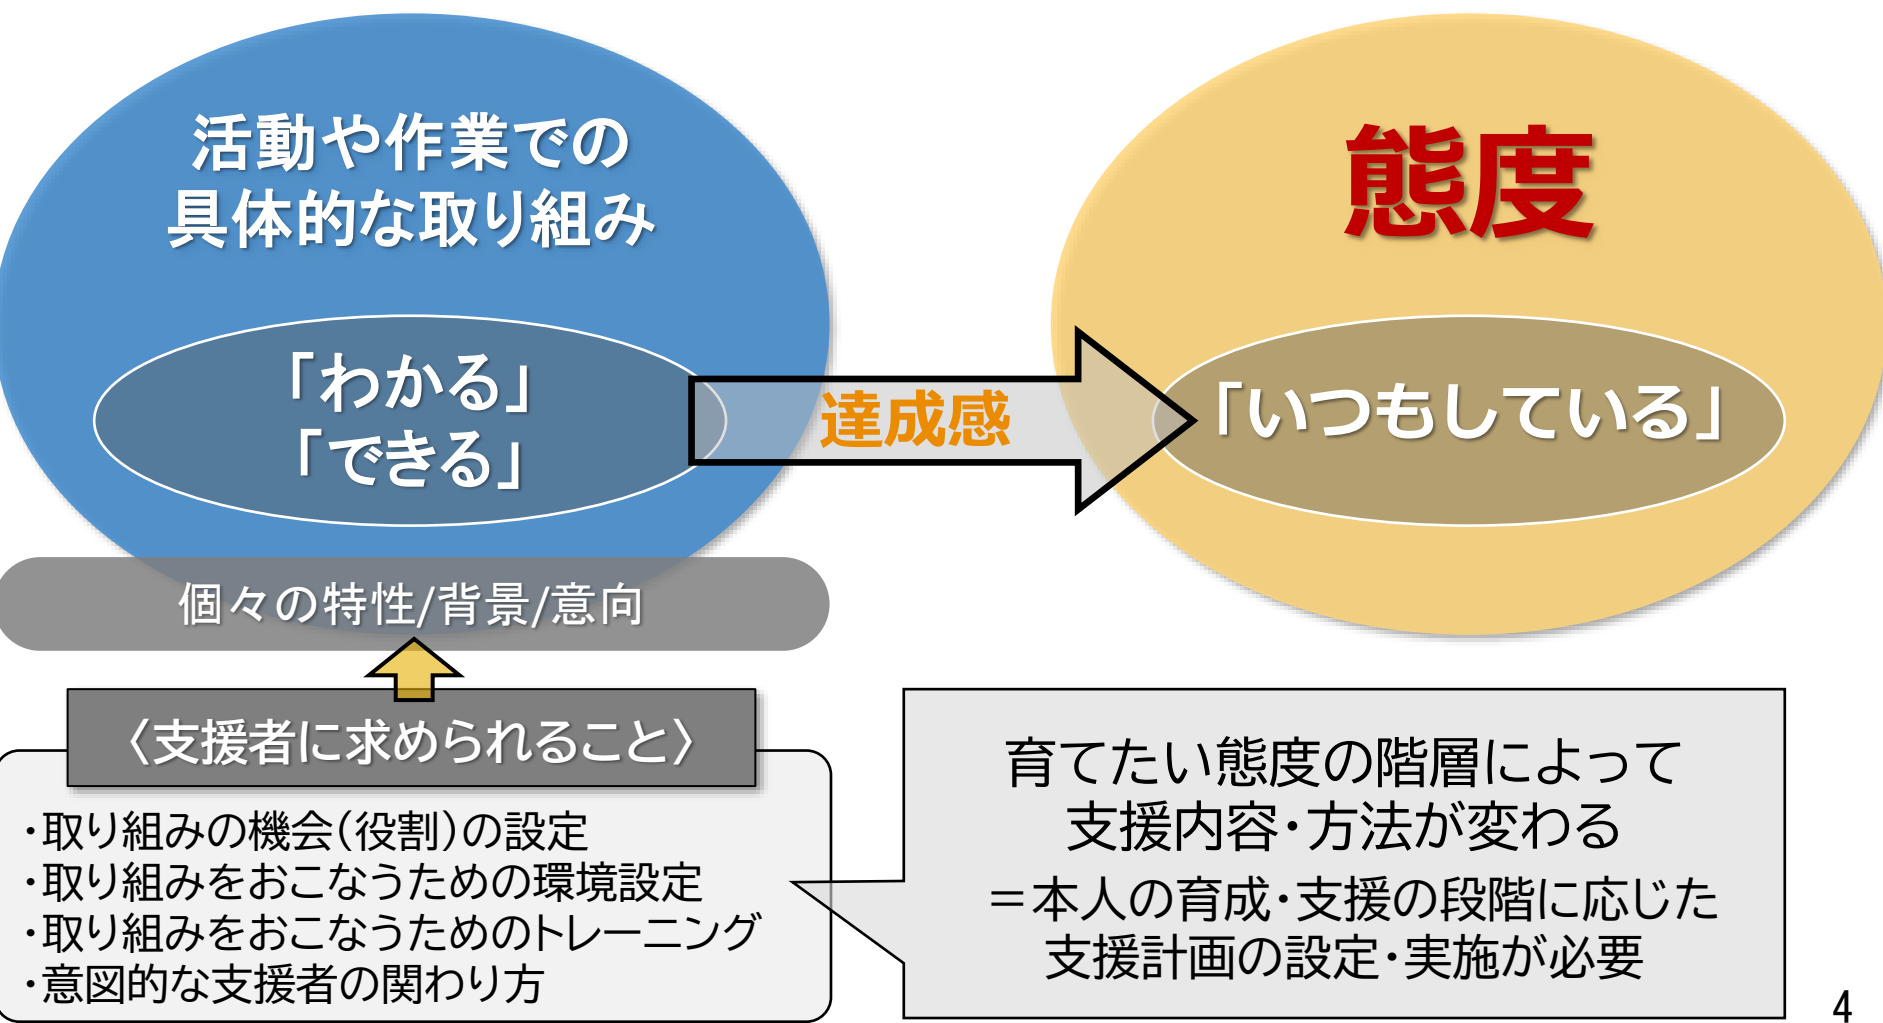 活動や作業での
具体的な取り組み
「わかる」
「できる」
達成感
態度
「いつもしている」
個々の特性/背景/意向
〈支援者に求められること〉
・取り組みの機会(役割)の設定
・取り組みをおこなうための環境設定
・取り組みをおこなうためのトレーニング
・意図的な支援者の関わり方
育てたい態度の階層によって
支援内容・方法が変わる
＝本人の育成・支援の段階に応じた
支援計画の設定・実施が必要
4